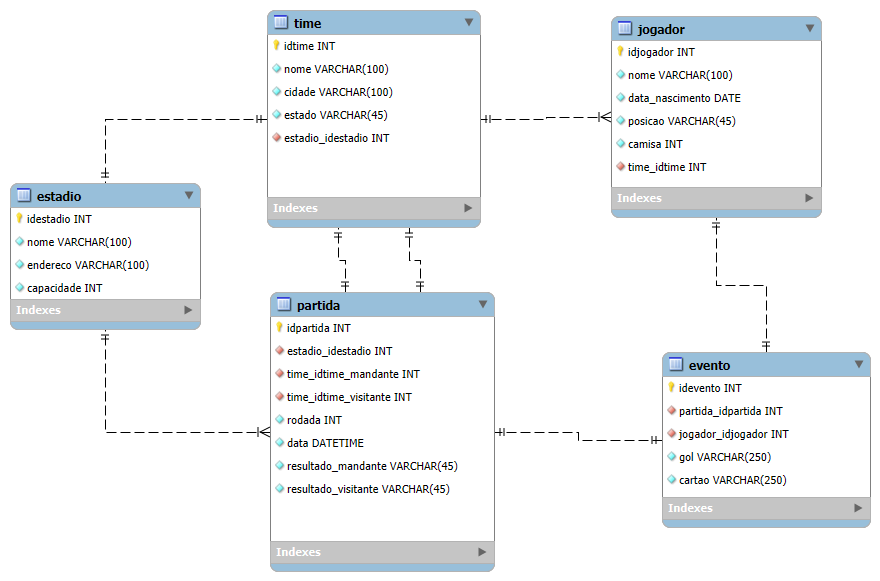 time
idtime INT
nome VARCHAR(100)
cidade VARCHAR(100)
estado VARCHAR(45)
estadio_idestadio INT
Indexes
jogador
idjogador INT
nome VARCHAR(100)
data_nascimento DATE
posicao VARCHAR(45)
camisa INT
time_idtime INT
Indexes
estadio
idestadio INT
nome VARCHAR(100)
endereco VARCHAR(100)
capacidade INT
Indexes
partida
idpartida INT
estadio_idestadio INT
time_idtime_mandante INT
time_idtime_visitante INT
rodada INT
data DATETIME
resultado_mandante VARCHAR(45)
resultado_visitante VARCHAR(45)
Indexes
evento
idevento INT
partida_idpartida INT
jogador_idjogador INT
gol VARCHAR(250)
cartao VARCHAR(250)
Indexes